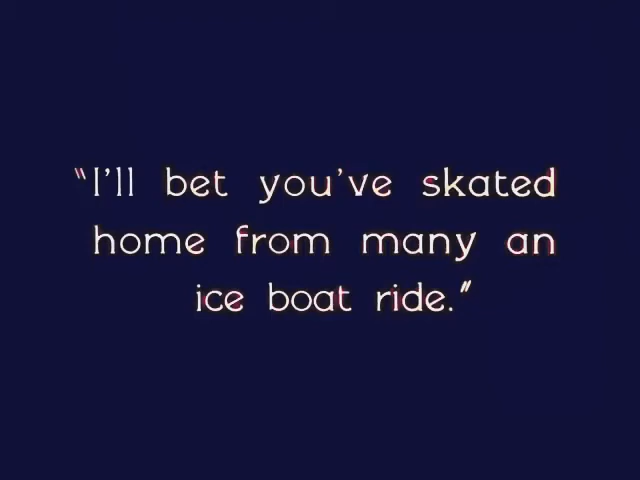 "I'll bet you've skated
home from many an
ice boat ride."